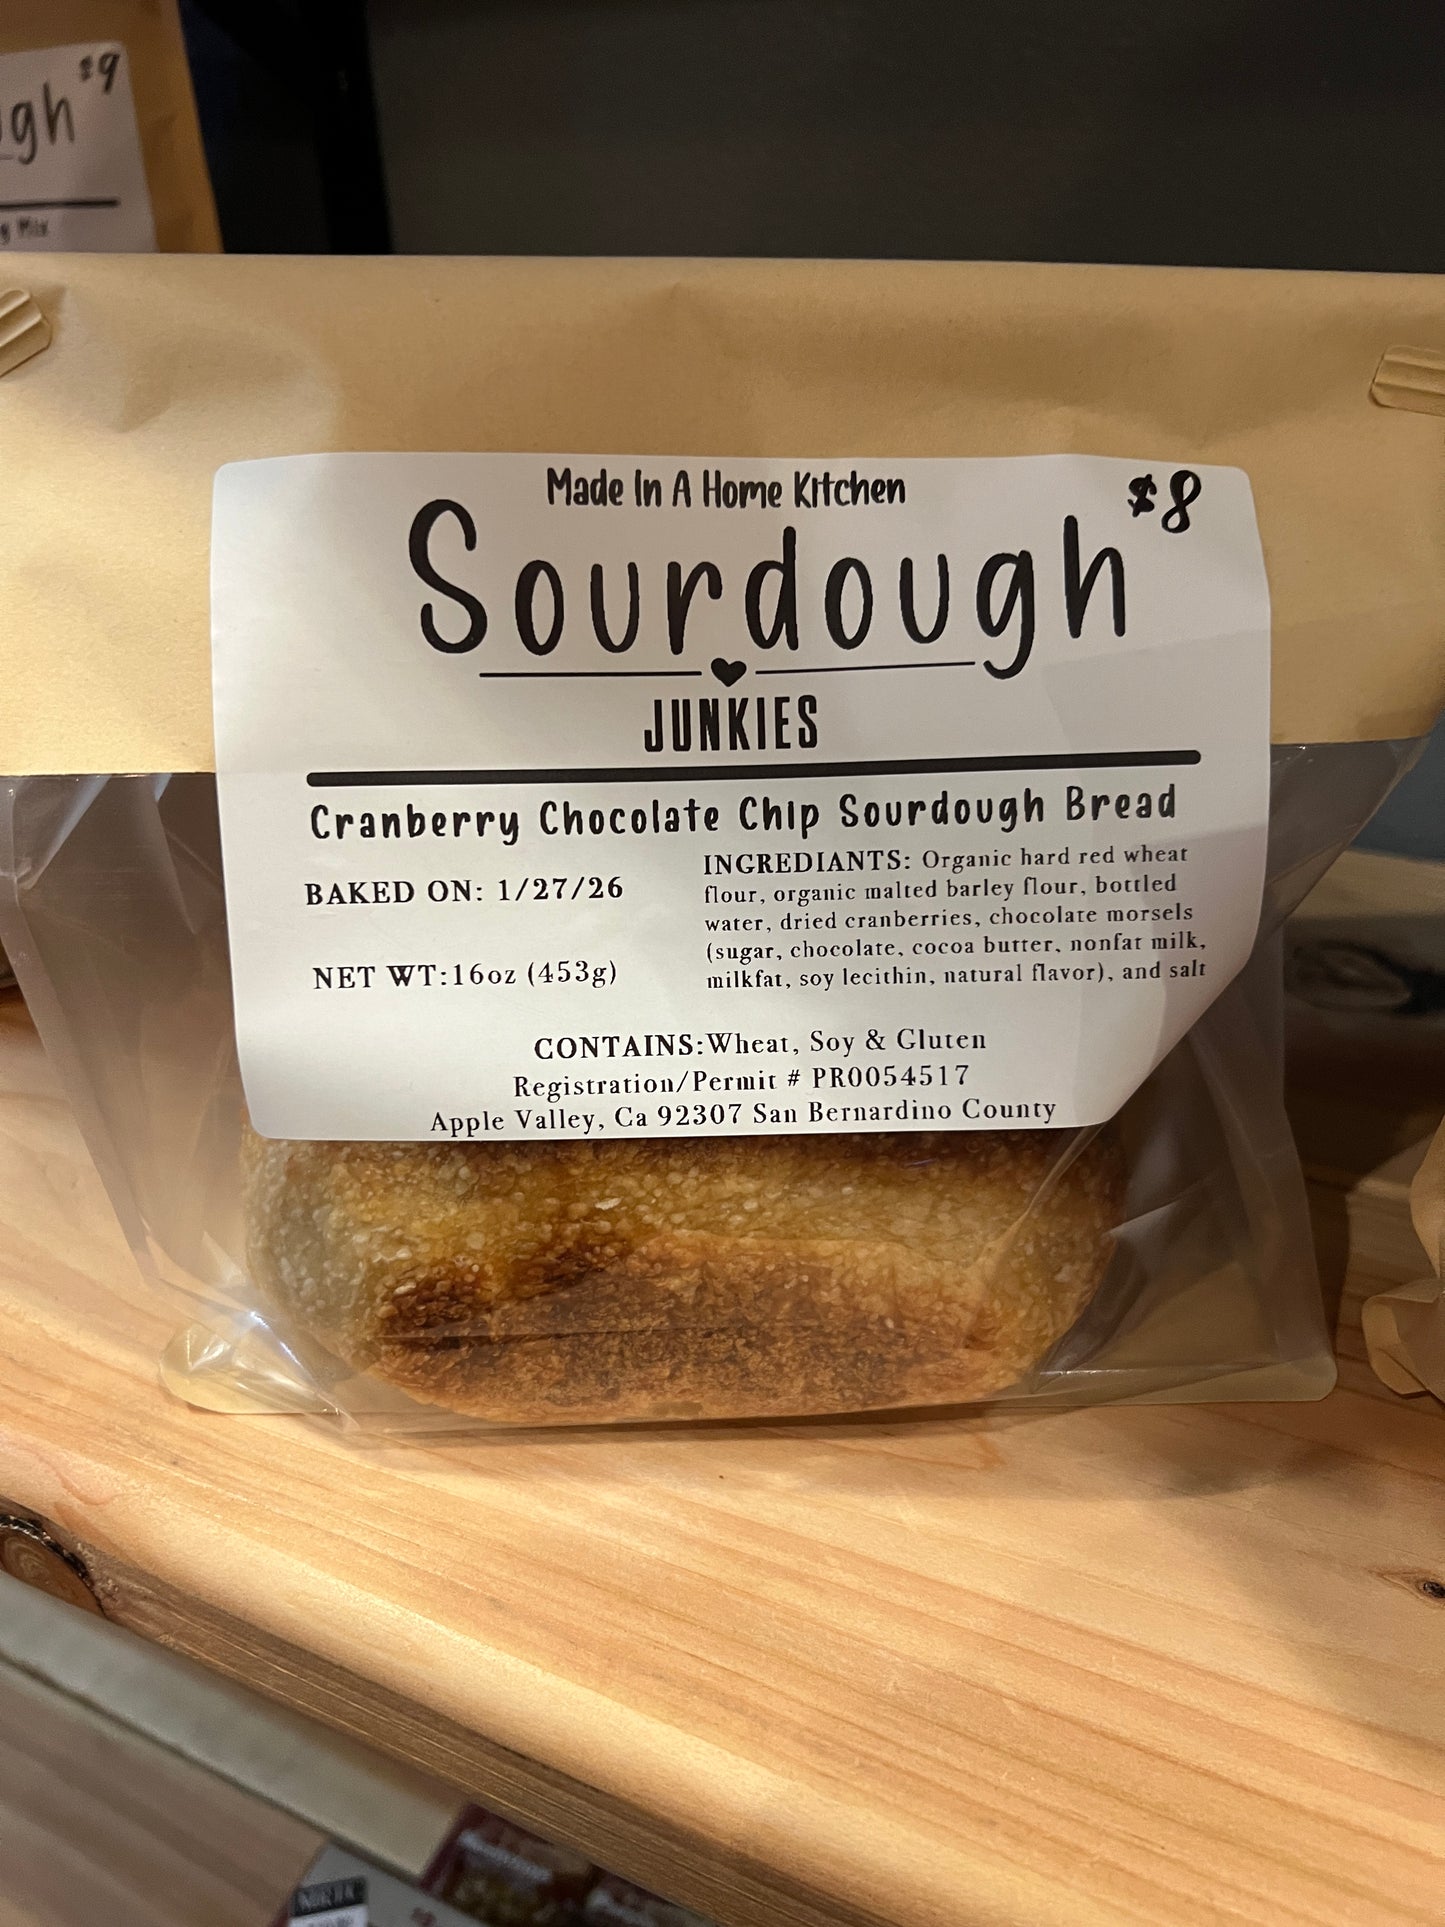 $9
gh
Mix
Made In A Home Kitchen
$8
Sourdough
JUNKIES
Cranberry Chocolate Chip Sourdough Bread
BAKED ON: 1/27/26
NET WT:16oz (453g)
INGREDIANTS: Organic hard red wheat
flour, organic malted barley flour, bottled
water, dried cranberries, chocolate morsels
(sugar, chocolate, cocoa butter, nonfat milk,
milkfat, soy lecithin, natural flavor), and salt
CONTAINS:Wheat, Soy & Gluten
Registration/Permit # PR0054517
Apple Valley, Ca 92307 San Bernardino County